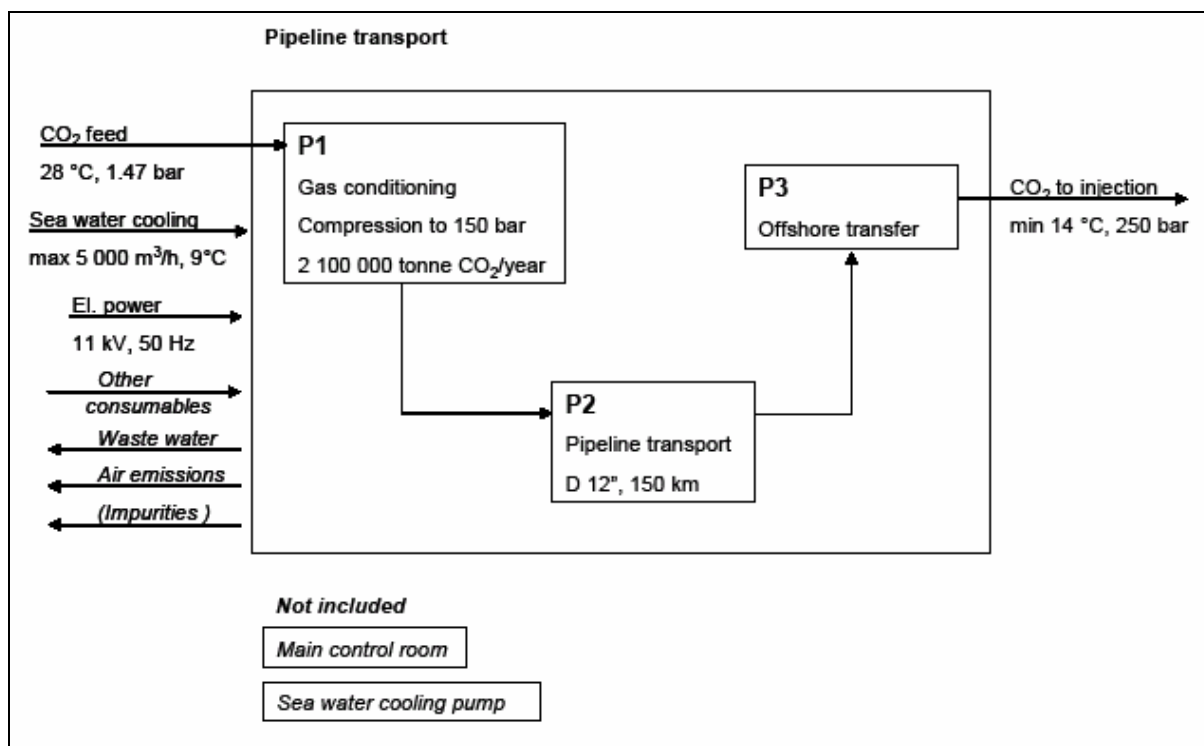 Pipeline transport
CO₂ feed
28 °C, 1.47 bar
Sea water cooling
max 5 000 m³/h, 9°C
El. power
11 kV, 50 Hz
Other
consumables
Waste water
Air emissions
(Impurities )
P1
Gas conditioning
Compression to 150 bar
2 100 000 tonne CO₂/year
P2
Pipeline transport
D 12", 150 km
P3
Offshore transfer
CO₂ to injection
min 14 °C, 250 bar
Not included
Main control room
Sea water cooling pump